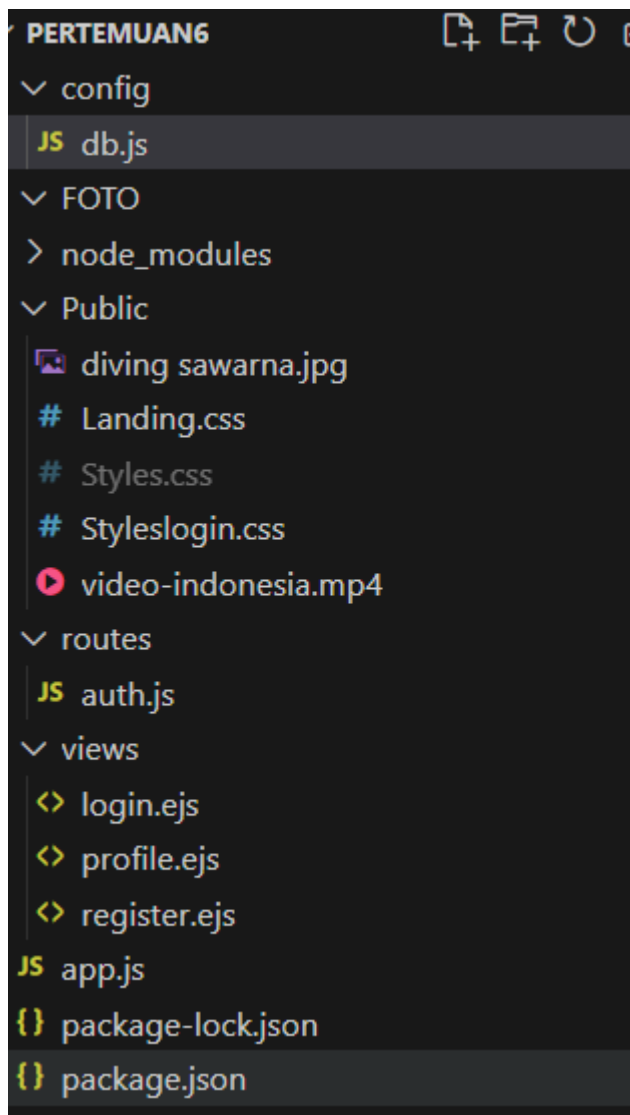 PERTEMUAN6
config
JS db.js
FOTO
node_modules
Public
diving sawarna.jpg
# Landing.css
# Styles.css
# Styleslogin.css
video-indonesia.mp4
routes
JS auth.js
views
<> login.ejs
<> profile.ejs
<> register.ejs
JS app.js
{} package-lock.json
{} package.json